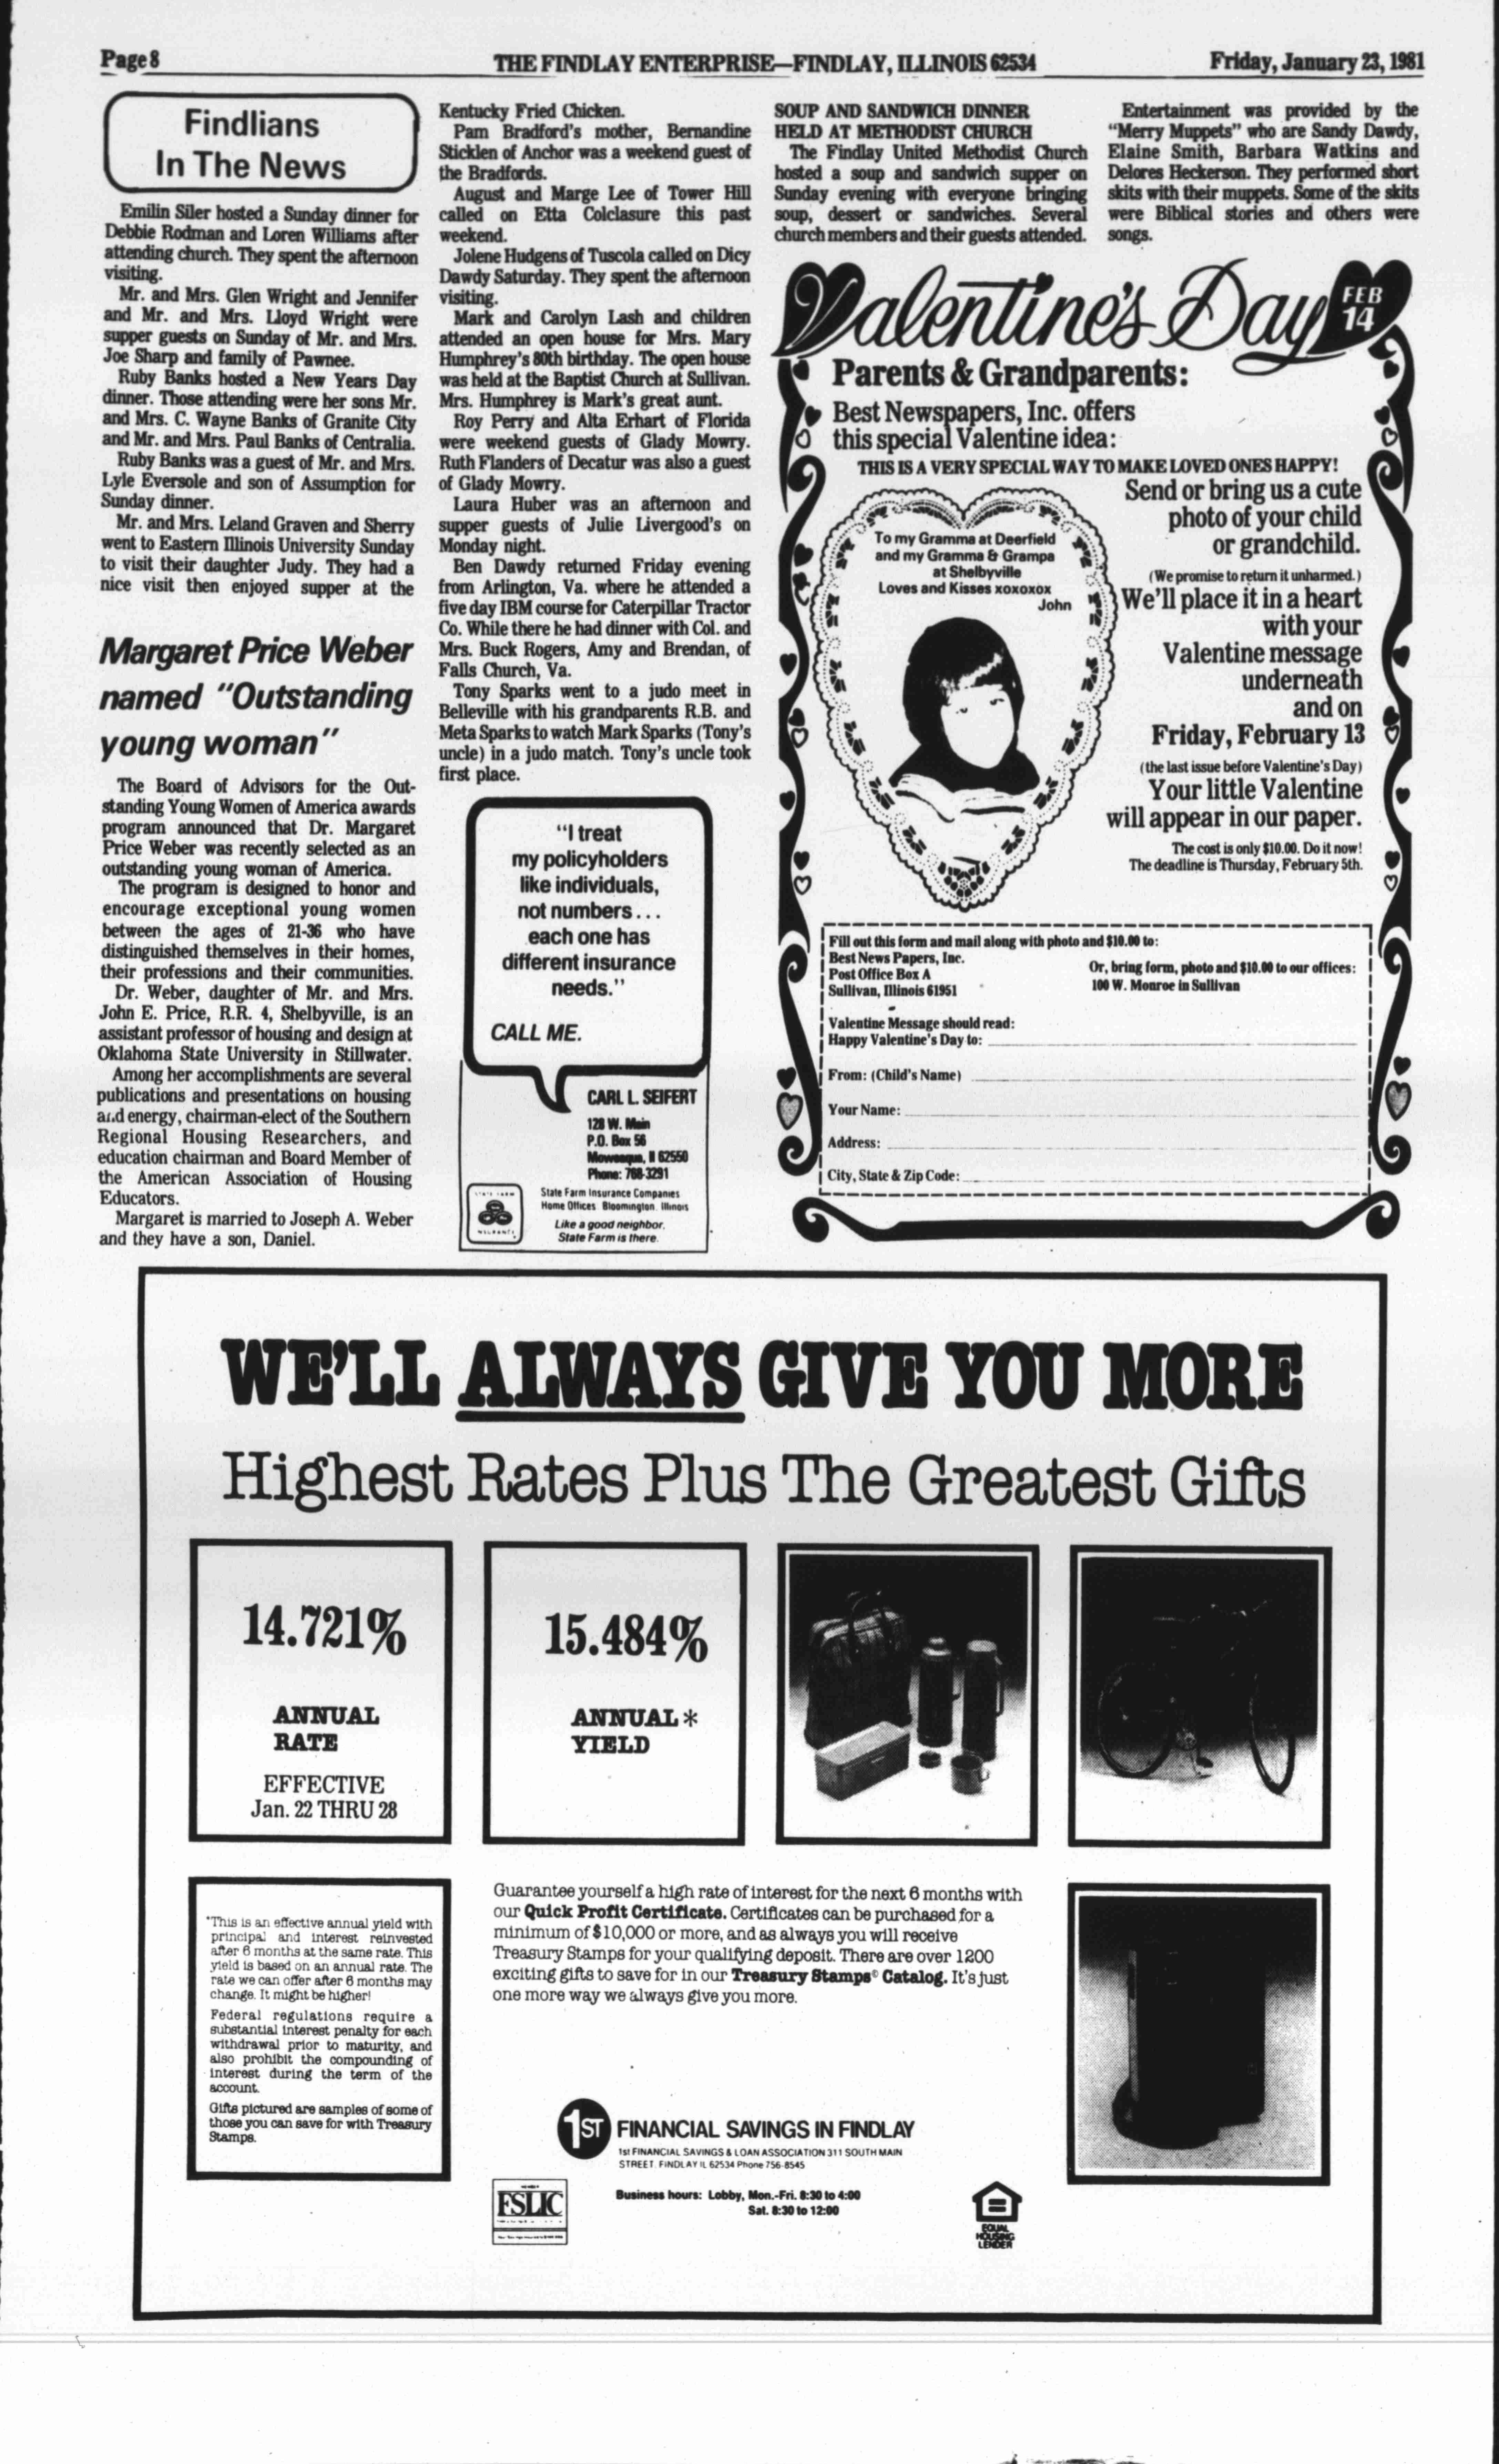 Page 8
THE FINDLAY ENTERPRISE—FINDLAY, ILLINOIS 62534
Friday, January 23, 1981
Findlians
In The News
Emilin Siler hosted a Sunday dinner for
Debbie Rodman and Loren Williams after
attending church. They spent the afternoon
visiting.
Mr. and Mrs. Glen Wright and Jennifer
and Mr. and Mrs. Lloyd Wright were
supper guests on Sunday of Mr. and Mrs.
Joe Sharp and family of Pawnee.
Ruby Banks hosted a New Years Day
dinner. Those attending were her sons Mr.
and Mrs. C. Wayne Banks of Granite City
and Mr. and Mrs. Paul Banks of Centralia.
Ruby Banks was a guest of Mr. and Mrs.
Lyle Eversole and son of Assumption for
Sunday dinner.
Mr. and Mrs. Leland Graven and Sherry
went to Eastern Illinois University Sunday
to visit their daughter Judy. They had a
nice visit then enjoyed supper at the
Kentucky Fried Chicken.
Pam Bradford's mother, Bernandine
Sticklen of Anchor was a weekend guest of
the Bradfords.
August and Marge Lee of Tower Hill
called on Etta Colclasure this past
weekend.
Jolene Hudgens of Tuscola called on Dicy
Dawdy Saturday. They spent the afternoon
visiting.
Mark and Carolyn Lash and children
attended an open house for Mrs. Mary
Humphrey's 80th birthday. The open house
was held at the Baptist Church at Sullivan.
Mrs. Humphrey is Mark's great aunt.
Roy Perry and Alta Erhart of Florida
were weekend guests of Glady Mowry.
Ruth Flanders of Decatur was also a guest
of Glady Mowry.
Laura Huber was an afternoon and
supper guests of Julie Livergood's on
Monday night.
Ben Dawdy returned Friday evening
from Arlington, Va. where he attended a
five day IBM course for Caterpillar Tractor
Co. While there he had dinner with Col. and
Mrs. Buck Rogers, Amy and Brendan, of
Falls Church, Va.
Tony Sparks went to a judo meet in
Belleville with his grandparents R.B. and
Meta Sparks to watch Mark Sparks (Tony's
uncle) in a judo match. Tony's uncle took
first place.
Margaret Price Weber
named "Outstanding
young woman"
The Board of Advisors for the Out-
standing Young Women of America awards
program announced that Dr. Margaret
Price Weber was recently selected as an
outstanding young woman of America.
The program is designed to honor and
encourage exceptional young women
between the ages of 21-36 who have
distinguished themselves in their homes,
their professions and their communities.
Dr. Weber, daughter of Mr. and Mrs.
John E. Price, R.R. 4, Shelbyville, is an
assistant professor of housing and design at
Oklahoma State University in Stillwater.
Among her accomplishments are several
publications and presentations on housing
and energy, chairman-elect of the Southern
Regional Housing Researchers, and
education chairman and Board Member of
the American Association of Housing
Educators.
Margaret is married to Joseph A. Weber
and they have a son, Daniel.
"I treat
my policyholders
like individuals,
not numbers...
each one has
different insurance
needs."
CALL ME.
CARL L. SEIFERT
128 W. Main
P.O. Box 56
Moweaqua, Il 62550
Phone: 768-3291
STATE FARM
INSURANCE
State Farm Insurance Companies
Home Offices Bloomington, Illinois
Like a good neighbor,
State Farm is there.
SOUP AND SANDWICH DINNER
HELD AT METHODIST CHURCH
The Findlay United Methodist Church
hosted a soup and sandwich supper on
Sunday evening with everyone bringing
soup, dessert or sandwiches. Several
church members and their guests attended.
Entertainment was provided by the
"Merry Muppets" who are Sandy Dawdy,
Elaine Smith, Barbara Watkins and
Delores Heckerson. They performed short
skits with their muppets. Some of the skits
were Biblical stories and others were
songs.
Valentine's Day
FEB
14
Parents & Grandparents:
Best Newspapers, Inc. offers
this special Valentine idea:
THIS IS A VERY SPECIAL WAY TO MAKE LOVED ONES HAPPY!
To my Gramma at Deerfield
and my Gramma & Grampa
at Shelbyville
Loves and Kisses xoxoxox
John
Send or bring us a cute
photo of your child
or grandchild.
(We promise to return it unharmed.)
We'll place it in a heart
with your
Valentine message
underneath
and on
Friday, February 13
(the last issue before Valentine's Day)
Your little Valentine
will appear in our paper.
The cost is only $10.00. Do it now!
The deadline is Thursday, February 5th.
Fill out this form and mail along with photo and $10.00 to:
Best News Papers, Inc.
Post Office Box A
Sullivan, Illinois 61951
Or, bring form, photo and $10.00 to our offices:
100 W. Monroe in Sullivan
Valentine Message should read:
Happy Valentine's Day to:
From: (Child's Name)
Your Name:
Address:
City, State & Zip Code:
WE'LL ALWAYS GIVE YOU MORE
Highest Rates Plus The Greatest Gifts
14.721%
ANNUAL
RATE
EFFECTIVE
Jan. 22 THRU 28
15.484%
ANNUAL*
YIELD
*This is an effective annual yield with
principal and interest reinvested
after 6 months at the same rate. This
yield is based on an annual rate. The
rate we can offer after 6 months may
change. It might be higher!
Federal regulations require a
substantial interest penalty for each
withdrawal prior to maturity, and
also prohibit the compounding of
interest during the term of the
account.
Gifts pictured are samples of some of
those you can save for with Treasury
Stamps.
Guarantee yourself a high rate of interest for the next 6 months with
our Quick Profit Certificate. Certificates can be purchased for a
minimum of $10,000 or more, and as always you will receive
Treasury Stamps for your qualifying deposit. There are over 1200
exciting gifts to save for in our Treasury Stamps© Catalog. It's just
one more way we always give you more.
1ST FINANCIAL SAVINGS IN FINDLAY
1st FINANCIAL SAVINGS & LOAN ASSOCIATION 311 SOUTH MAIN
STREET FINDLAY IL 62534 Phone 756-8545
FSLIC
Business hours: Lobby, Mon.-Fri. 8:30 to 4:00
Sat. 8:30 to 12:00
EQUAL
HOUSING
LENDER